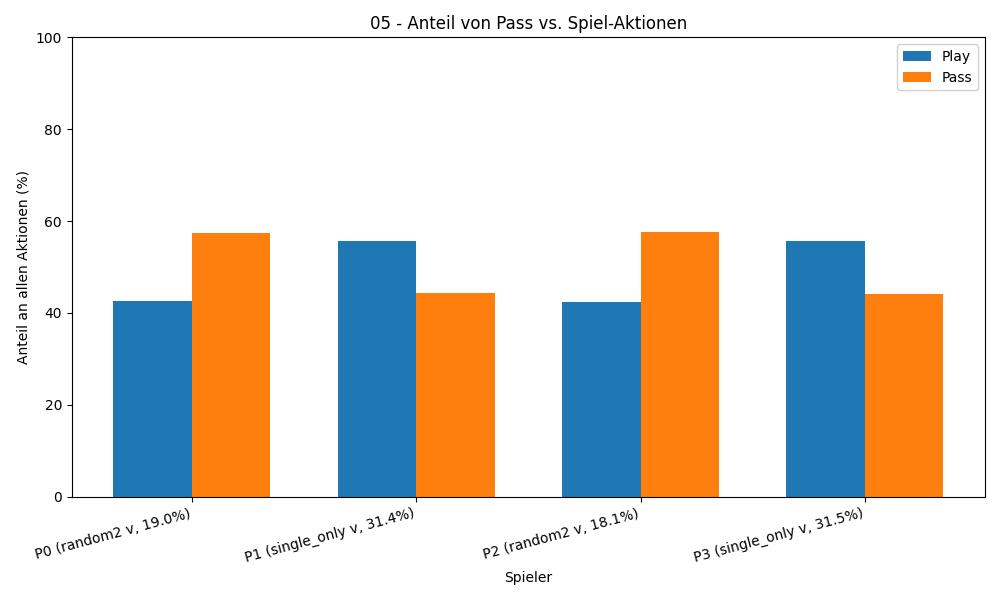 05 - Anteil von Pass vs. Spiel-Aktionen
Play
Pass
Anteil an allen Aktionen (%)
100
80
60
40
20
0
P0 (random2 v, 19.0%)
P1 (single_only v, 31.4%)
P2 (random2 v, 18.1%)
P3 (single_only v, 31.5%)
Spieler